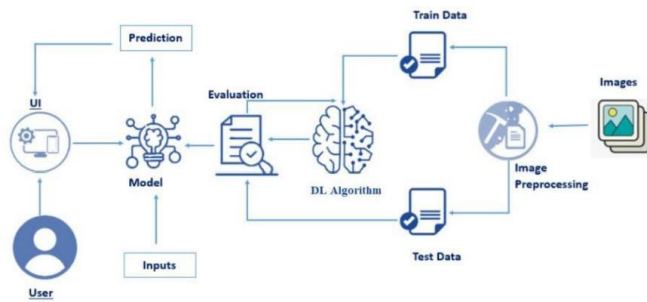 Train Data
Prediction
Images
UI
Evaluation
Model
DL Algorithm
Image
Preprocessing
Inputs
Test Data
User